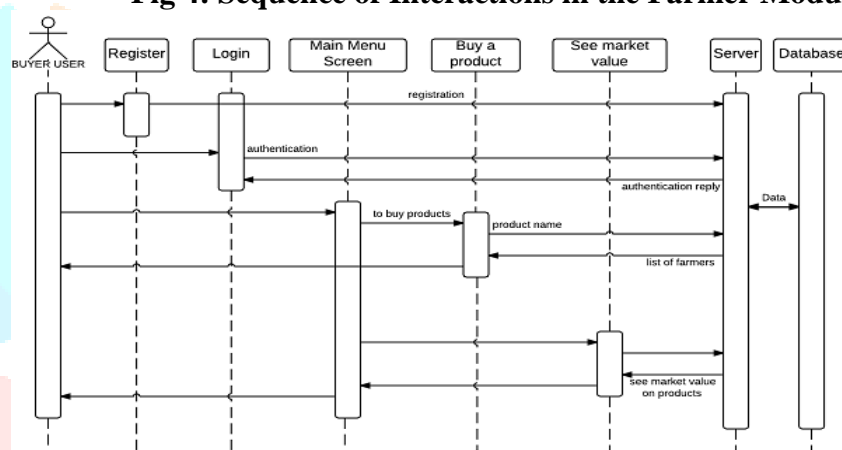 Fig 4: Sequence of Interactions in the Farmer Modu
BUYER USER
Register
Login
Main Menu
Screen
Buy a
product
See market
value
Server
Database
registration
authentication
authentication reply
Data
to buy products
product name
list of farmers
see market value
on products